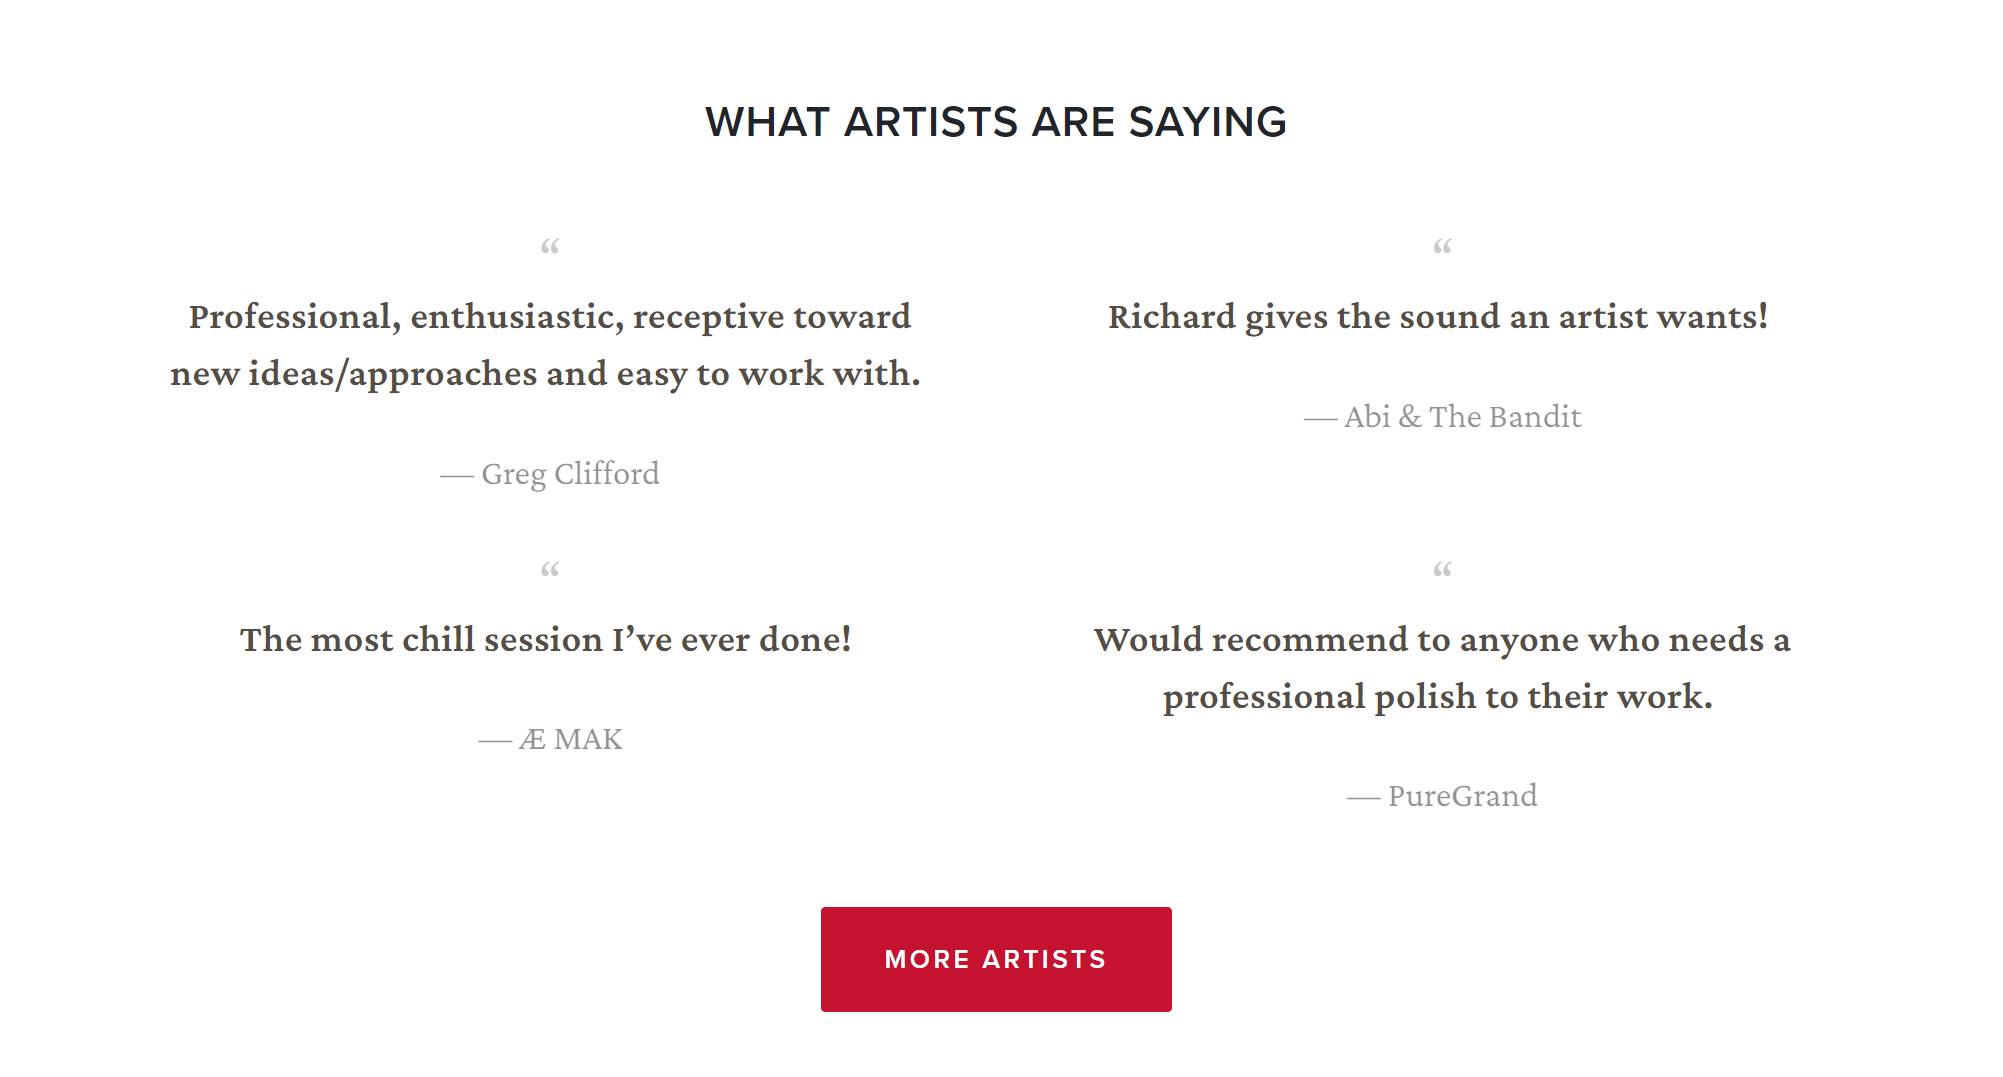 WHAT ARTISTS ARE SAYING
“
Professional, enthusiastic, receptive toward
new ideas/approaches and easy to work with.
— Greg Clifford
“
Richard gives the sound an artist wants!
— Abi & The Bandit
“
The most chill session I’ve ever done!
— Æ MAK
“
Would recommend to anyone who needs a
professional polish to their work.
— PureGrand
MORE ARTISTS